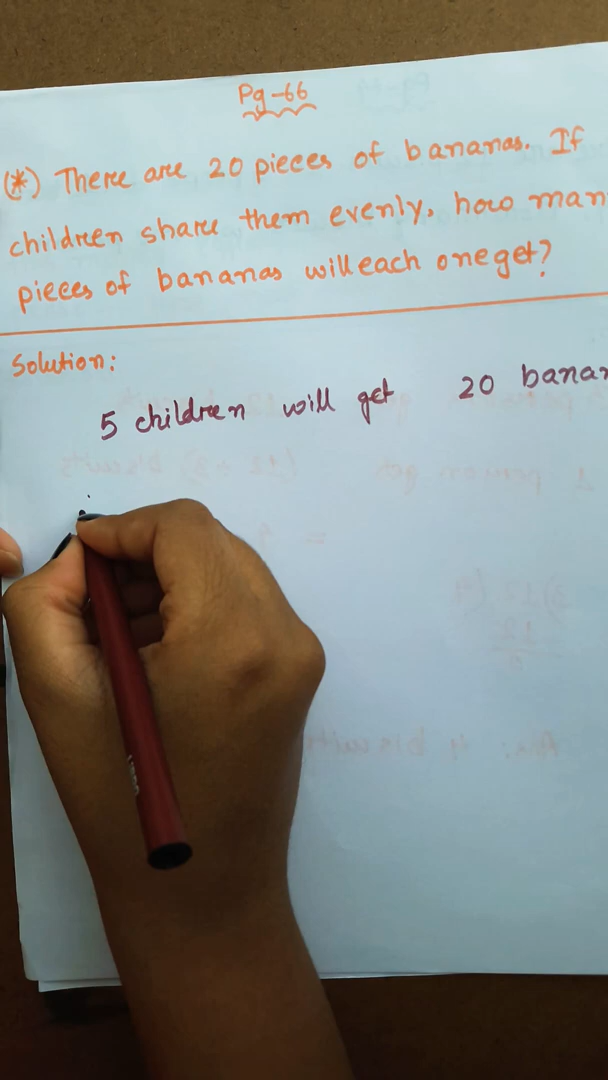 Pg-66
(*) There are 20 pieces of bananas. If
children share them evenly, how man
pieces of bananas will each one get?
Solution:
5 children will get 20 banan